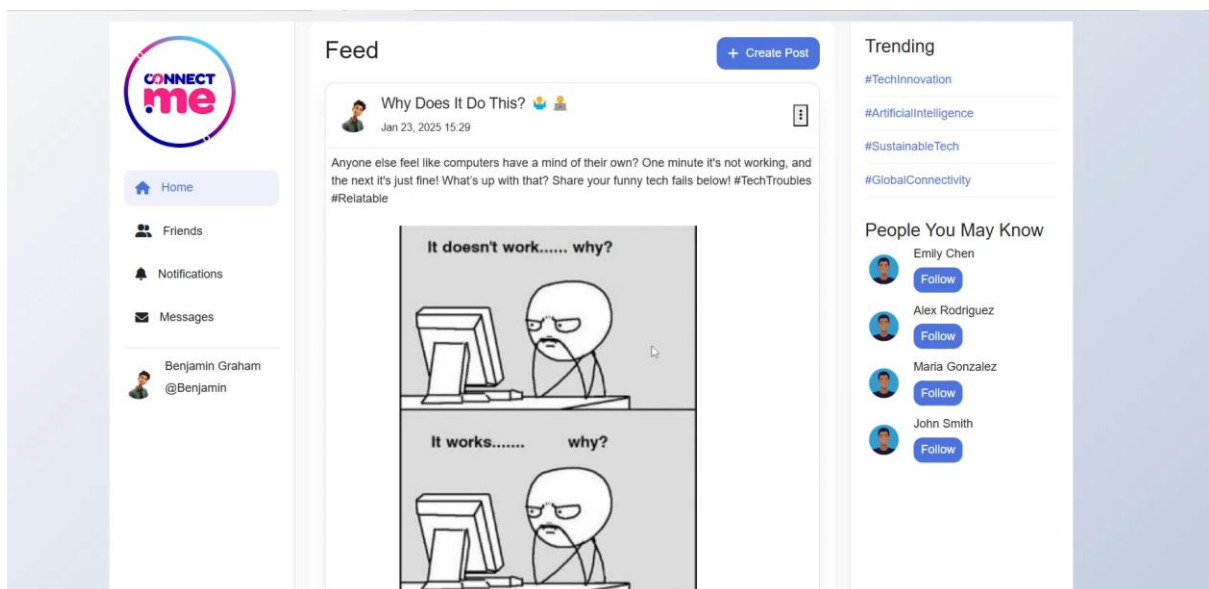 CONNECT
me
Home
Friends
Notifications
Messages
Benjamin Graham
@Benjamin
Feed
+ Create Post
Why Does It Do This? 🤷 🧑‍💻
Jan 23, 2025 15:29
Anyone else feel like computers have a mind of their own? One minute it's not working, and
the next it's just fine! What's up with that? Share your funny tech fails below! #TechTroubles
#Relatable
It doesn't work...... why?
It works....... why?
Trending
#TechInnovation
#ArtificialIntelligence
#SustainableTech
#GlobalConnectivity
People You May Know
Emily Chen
Follow
Alex Rodriguez
Follow
Maria Gonzalez
Follow
John Smith
Follow